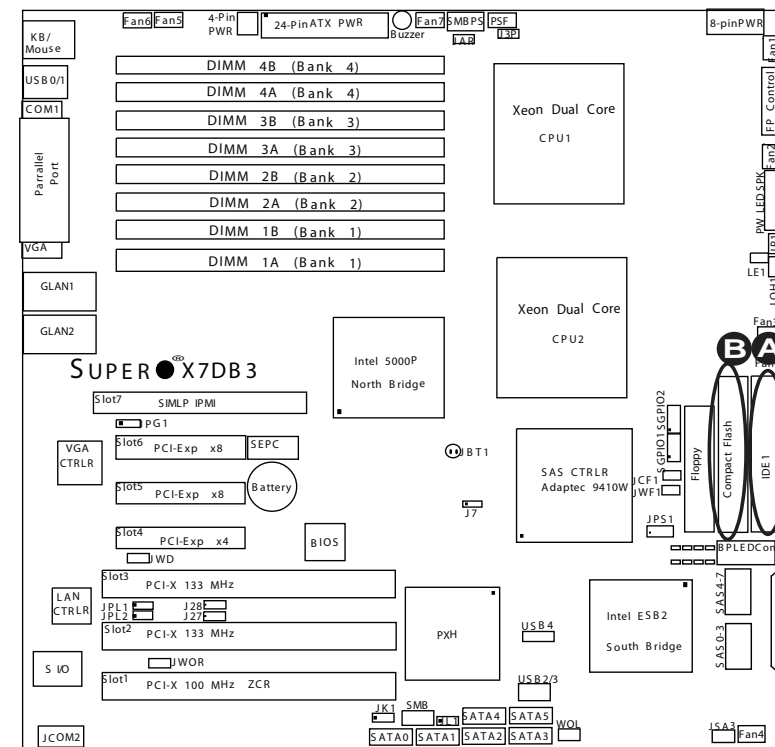 Fan6 Fan5
4-Pin
PWR
24-PinATX PWR
Buzzer
Fan7
SMBPS
PSF
JAR
J3P
8-pinPWR
Fan1
KB/
Mouse
USB0/1
COM1
Parrallel
Port
VGA
GLAN1
GLAN2
DIMM 4B (Bank 4)
DIMM 4A (Bank 4)
DIMM 3B (Bank 3)
DIMM 3A (Bank 3)
DIMM 2B (Bank 2)
DIMM 2A (Bank 2)
DIMM 1B (Bank 1)
DIMM 1A (Bank 1)
Xeon Dual Core
CPU1
FP Control
Fan2
PW LED SPK
LE1
JOH1
Xeon Dual Core
CPU2
Fan3
B A
SUPER ® X7DB3
Intel 5000P
North Bridge
Slot7
SIMLP IPMI
JPG1
VGA
CTRLR
Slot6
PCI-Exp x8
SEPC
Slot5
PCI-Exp x8
Battery
Slot4
PCI-Exp x4
JWD
BIOS
JBT1
J7
SAS CTRLR
Adaptec 9410W
SGPIO1 SGPIO2
JCF1
JWF1
JPS1
Floppy
Compact Flash
IDE1
BPLEDCon
Slot3
PCI-X 133 MHz
LAN
CTRLR
JPL1
JPL2
J28
J27
Slot2
PCI-X 133 MHz
JWOR
S I/O
Slot1
PCI-X 100 MHz ZCR
PXH
USB4
Intel ESB2
South Bridge
SAS4-7
SAS0-3
USB2/3
JCOM2
JK1
SMB
JL1
SATA4 SATA5
SATA0 SATA1 SATA2 SATA3
WOL
JSA3
Fan4